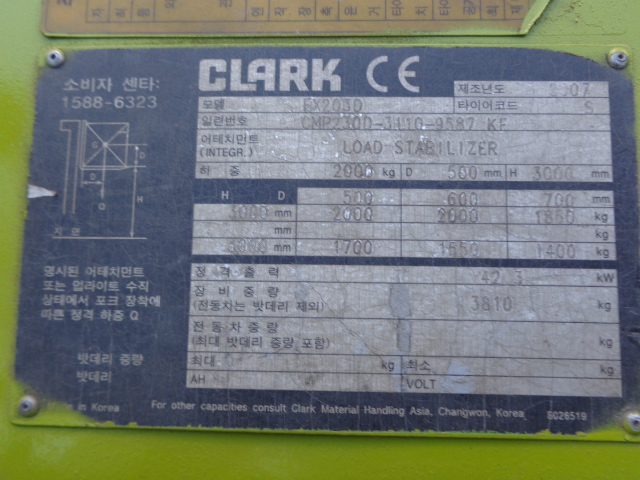 CLARK CE
소비자 센타:
1588-6323
제조년도 2007
모델
타이어코드 S
일련번호
어태치먼트
(INTEGR.) LOAD STABILIZER
하 중 2000 kg D 500 mm H 3000 mm
H D 500 600 700 mm
3000 mm 2000 2000 1850 kg
mm kg
mm 1700 1550 1400 kg
정 격 출 력 kW
장 비 중 량
(전동차는 밧데리 제외) 3810 kg
전 동 차 중 량
(최대 밧데리 중량 포함) kg
최 대 kg 최 소 kg
AH VOLT
D
H
G
Q
지 면
명시된 어테치먼트
또는 업라이트 수직
상태에서 포크 장착에
따른 정격 하중 Q
밧데리 중량
밧데리
in Korea
For other capacities consult Clark Material Handling Asia, Changwon, Korea. 5026519